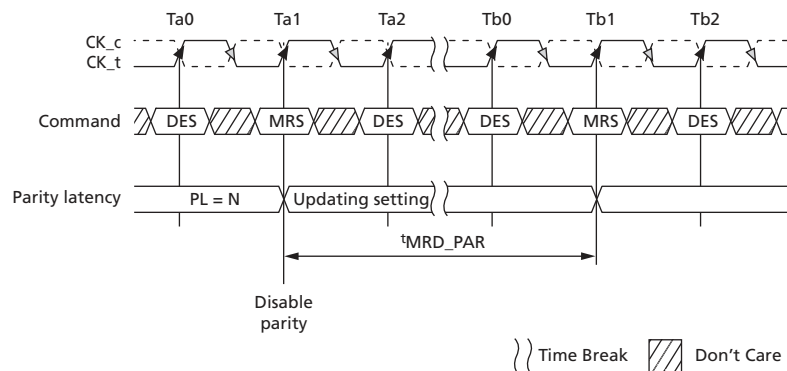 Ta0 Ta1 Ta2 Tb0 Tb1 Tb2
CK_c
CK_t
Command DES MRS DES DES MRS DES
Parity latency PL = N Updating setting
tMRD_PAR
Disable
parity
Time Break Don't Care